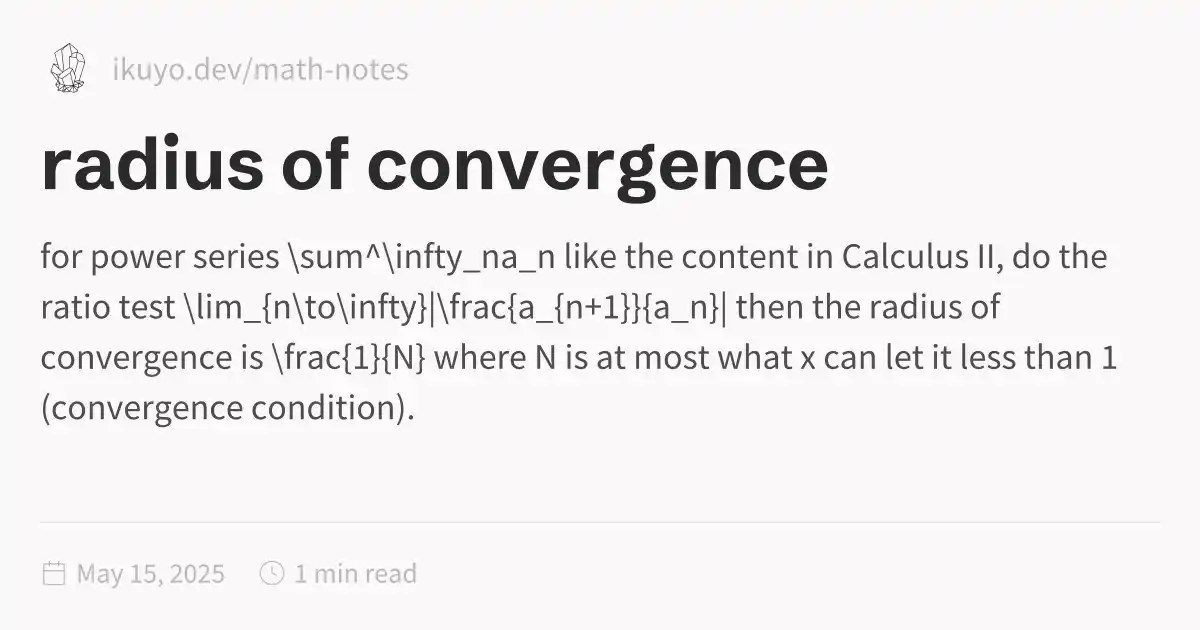 ikuyo.dev/math-notes
radius of convergence
for power series \sum^\infty_na_n like the content in Calculus II, do the
ratio test \lim_{n\to\infty}|\frac{a_{n+1}}{a_n}| then the radius of
convergence is \frac{1}{N} where N is at most what x can let it less than 1
(convergence condition).
May 15, 2025
1 min read